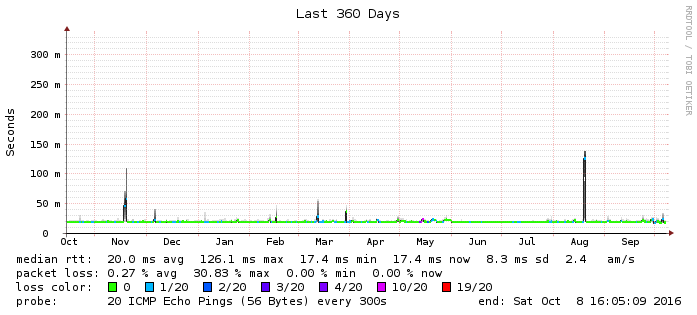 Last 360 Days
RRDTOOL / TOBI OETIKER
Seconds
300 m
250 m
200 m
150 m
100 m
50 m
0
Oct Nov Dec Jan Feb Mar Apr May Jun Jul Aug Sep
median rtt: 20.0 ms avg 126.1 ms max 17.4 ms min 17.4 ms now 8.3 ms sd 2.4 am/s
packet loss: 0.27 % avg 30.83 % max 0.00 % min 0.00 % now
loss color: 0 1/20 2/20 3/20 4/20 10/20 19/20
probe: 20 ICMP Echo Pings (56 Bytes) every 300s end: Sat Oct 8 16:05:09 2016